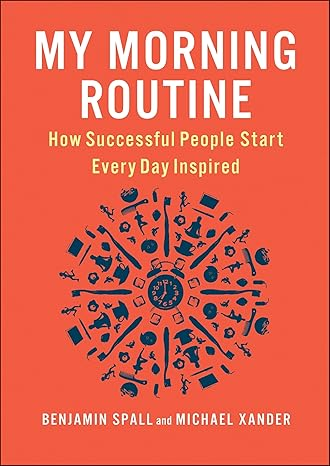 MY MORNING
ROUTINE
How Successful People Start
Every Day Inspired
BENJAMIN SPALL and MICHAEL XANDER